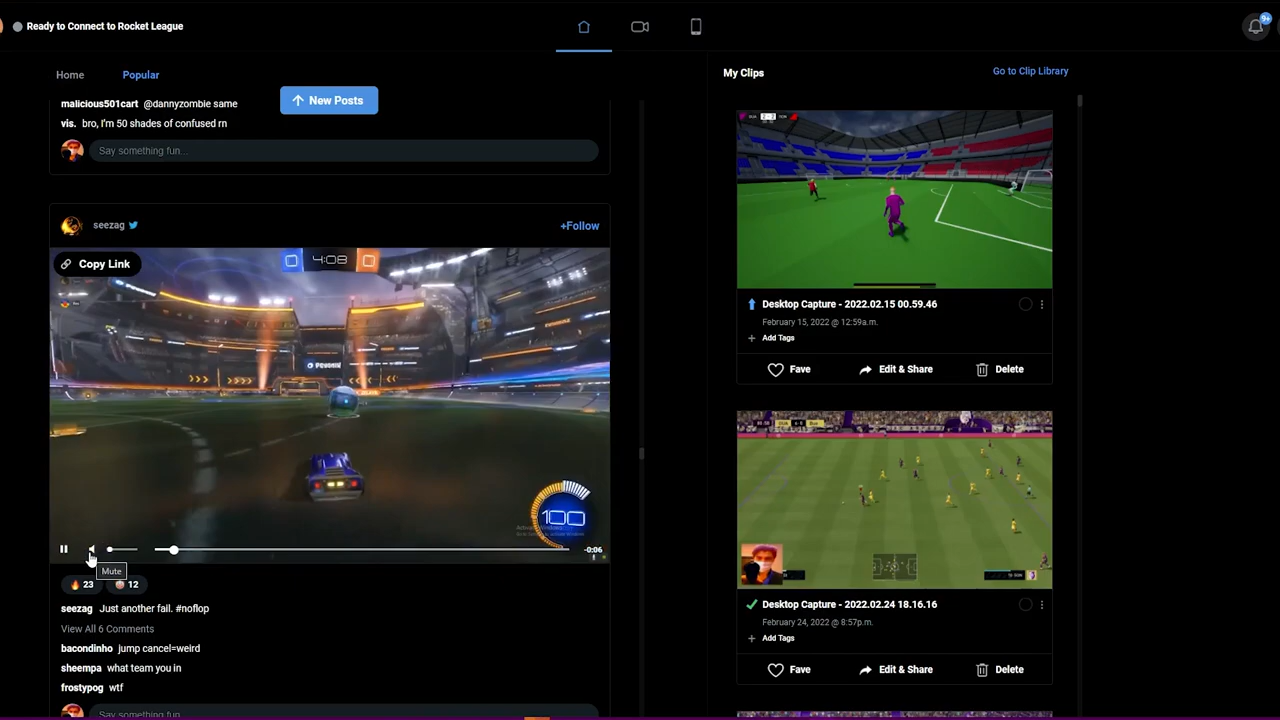 Ready to Connect to Rocket League
9+
Home
Popular
New Posts
malicious501cart @dannyzombie same
vis. bro, I'm 50 shades of confused rn
Say something fun...
seezag
+Follow
Copy Link
4:08
100
-0:06
Mute
23
12
seezag Just another fail. #noflop
View All 6 Comments
bacondinho jump cancel=weird
sheempa what team you in
frostypog wtf
Say something fun...
My Clips
Go to Clip Library
Desktop Capture - 2022.02.15 00.59.46
February 15, 2022 @ 12:59a.m.
+ Add Tags
Fave
Edit & Share
Delete
Desktop Capture - 2022.02.24 18.16.16
February 24, 2022 @ 8:57p.m.
+ Add Tags
Fave
Edit & Share
Delete